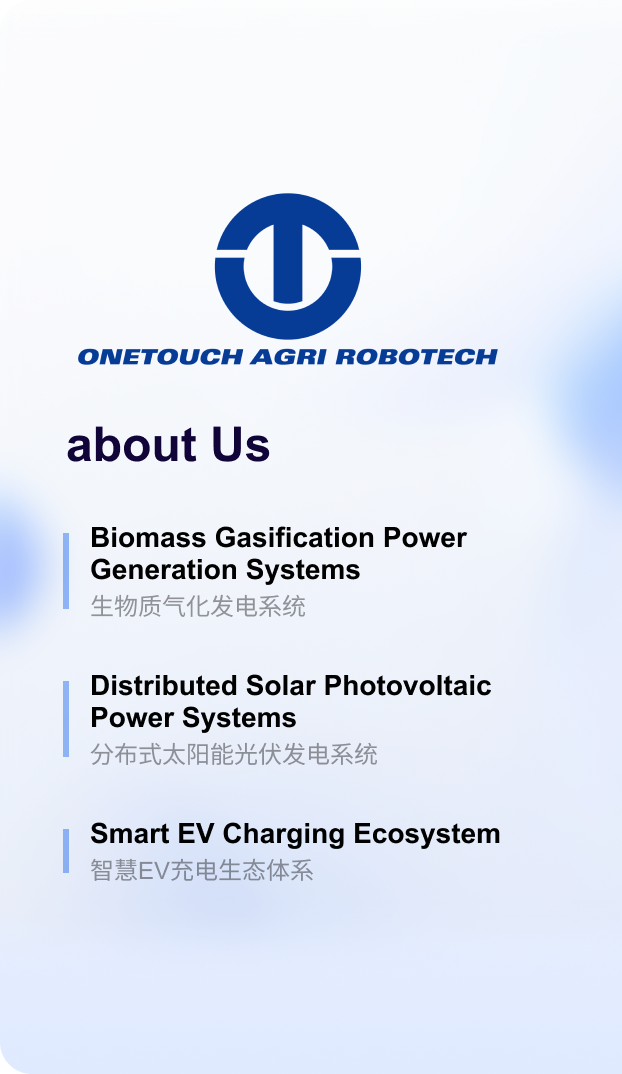 ONETOUCH AGRI ROBOTECH
about Us
Biomass Gasification Power
Generation Systems
生物质气化发电系统
Distributed Solar Photovoltaic
Power Systems
分布式太阳能光伏发电系统
Smart EV Charging Ecosystem
智慧EV充电生态体系